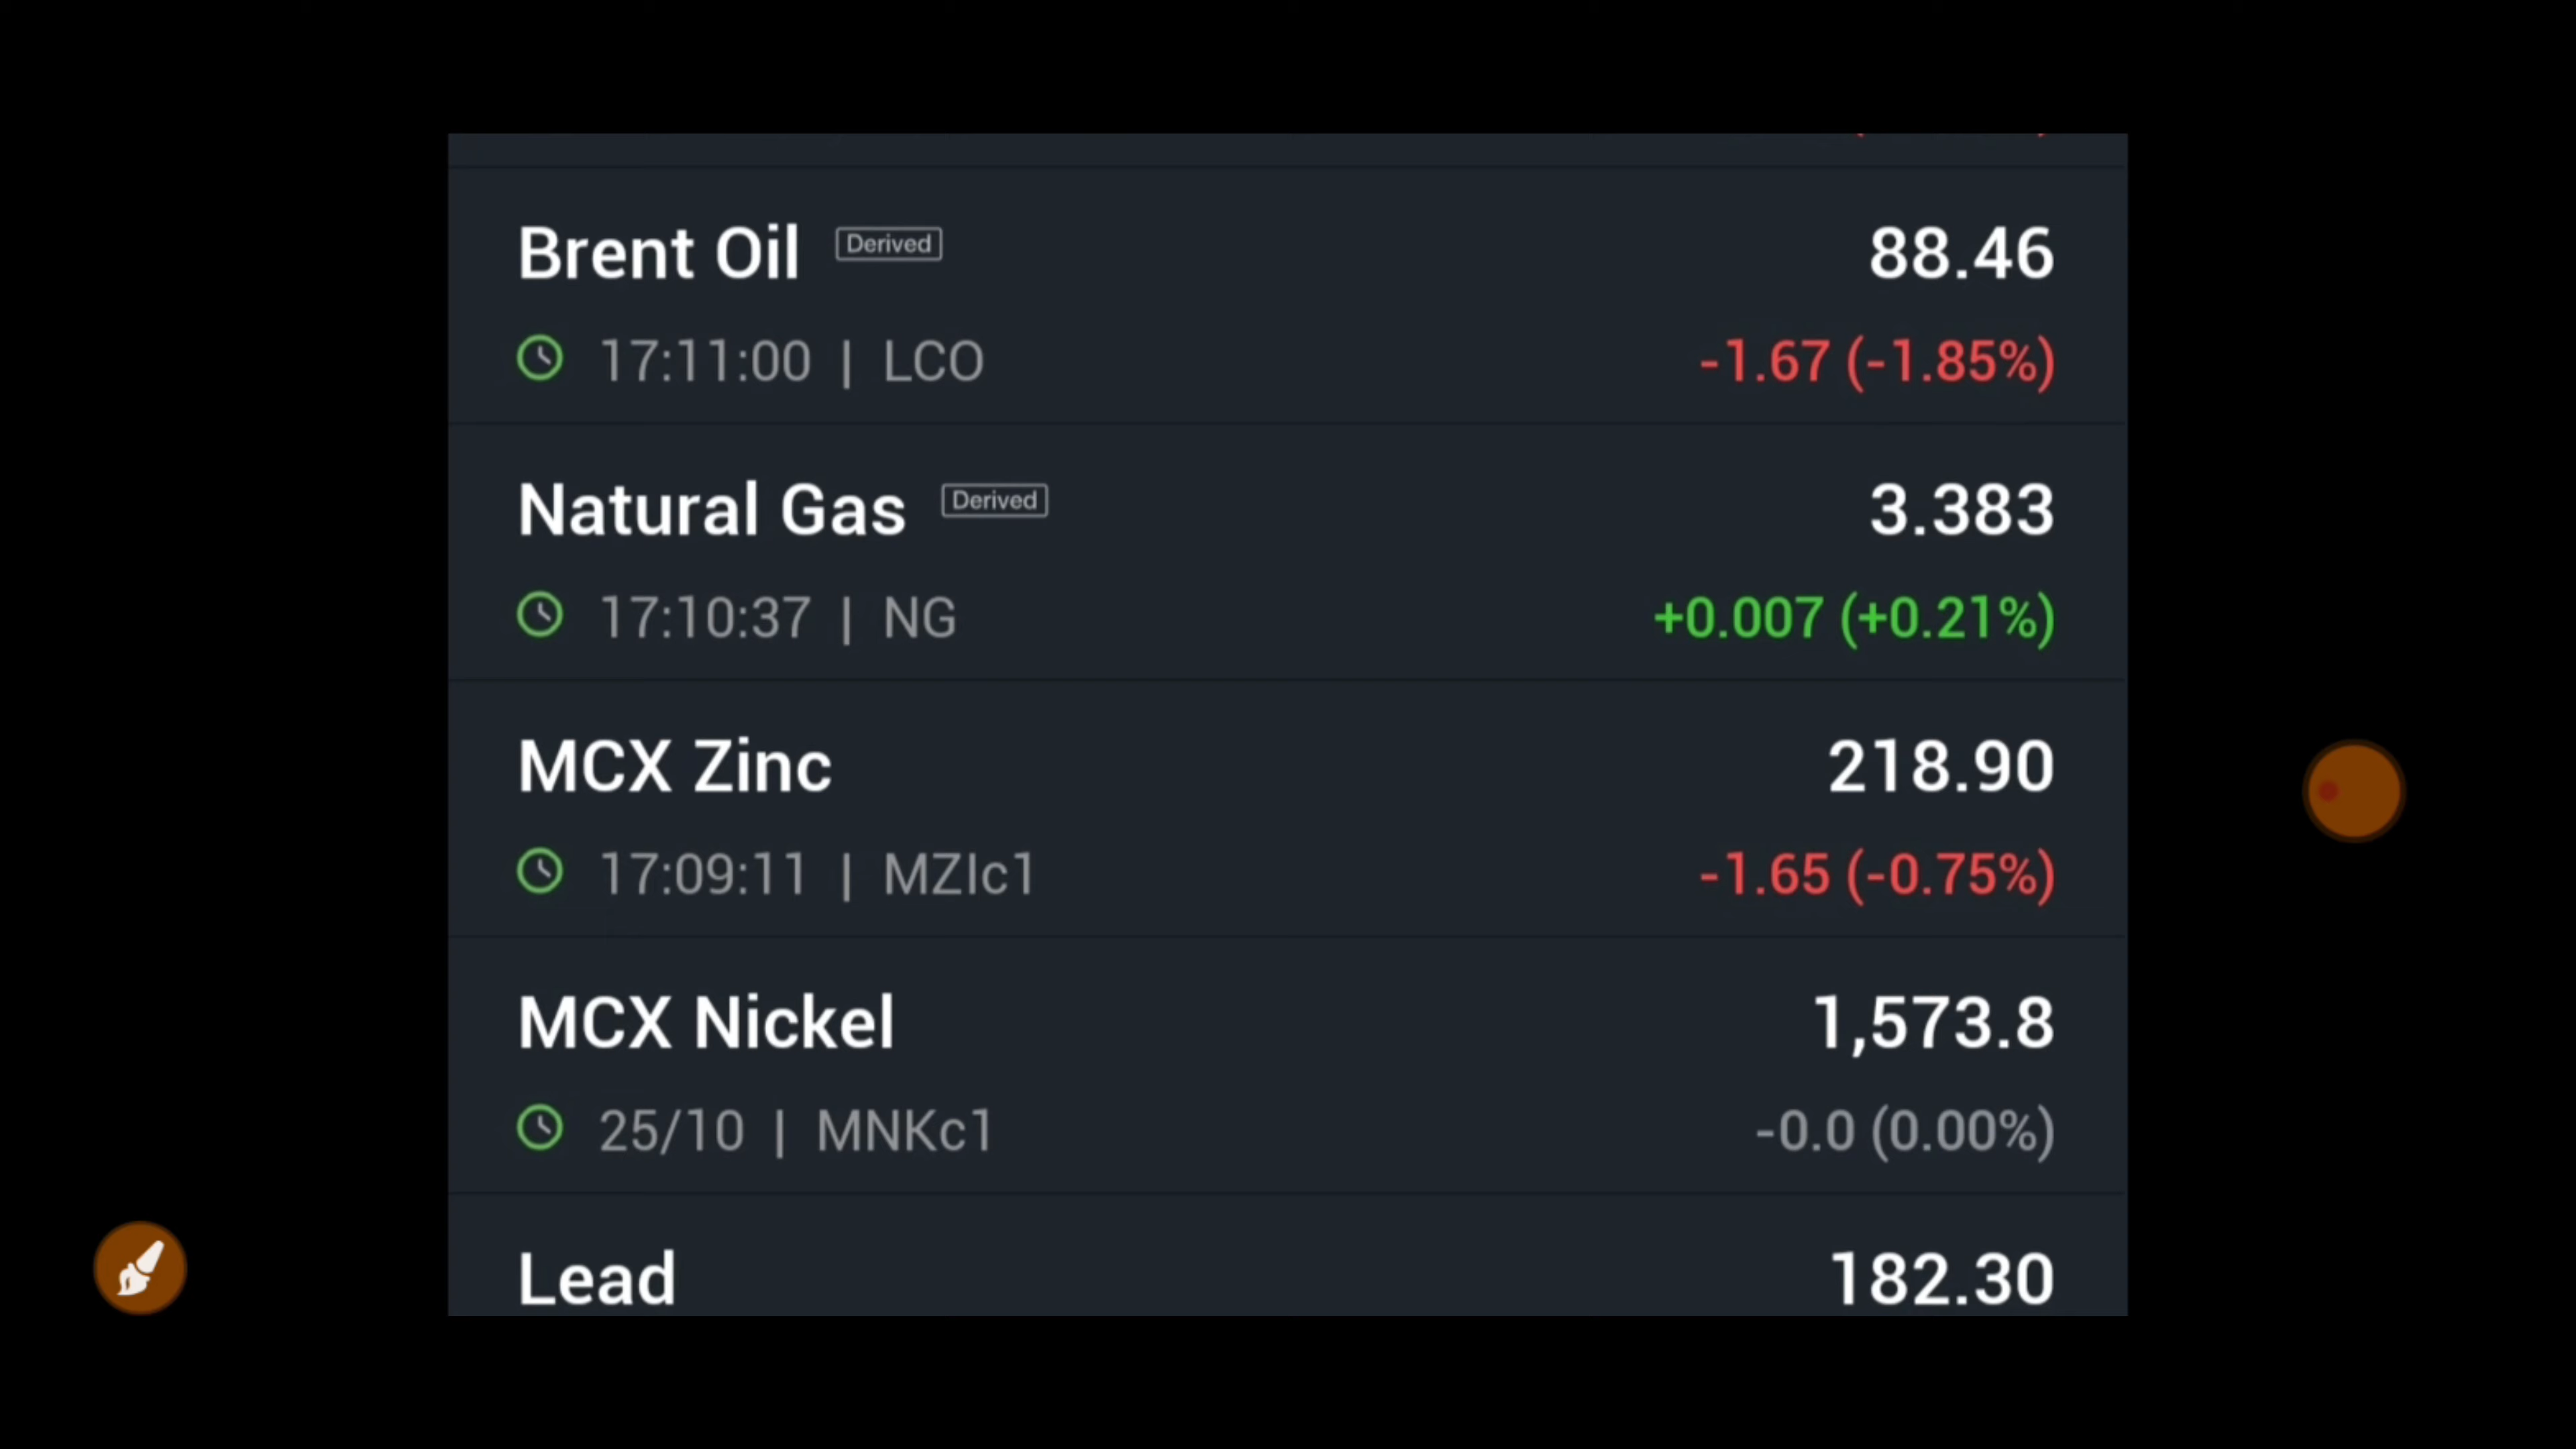 Brent Oil Derived 88.46
17:11:00 | LCO -1.67 (-1.85%)
Natural Gas Derived 3.383
17:10:37 | NG +0.007 (+0.21%)
MCX Zinc 218.90
17:09:11 | MZIc1 -1.65 (-0.75%)
MCX Nickel 1,573.8
25/10 | MNKc1 -0.0 (0.00%)
Lead 182.30